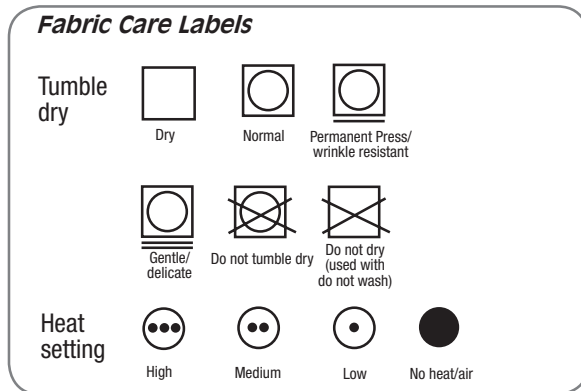 Fabric Care Labels
Tumble
dry
Dry
Normal
Permanent Press/
wrinkle resistant
Gentle/
delicate
Do not tumble dry
Do not dry
(used with
do not wash)
Heat
setting
High
Medium
Low
No heat/air